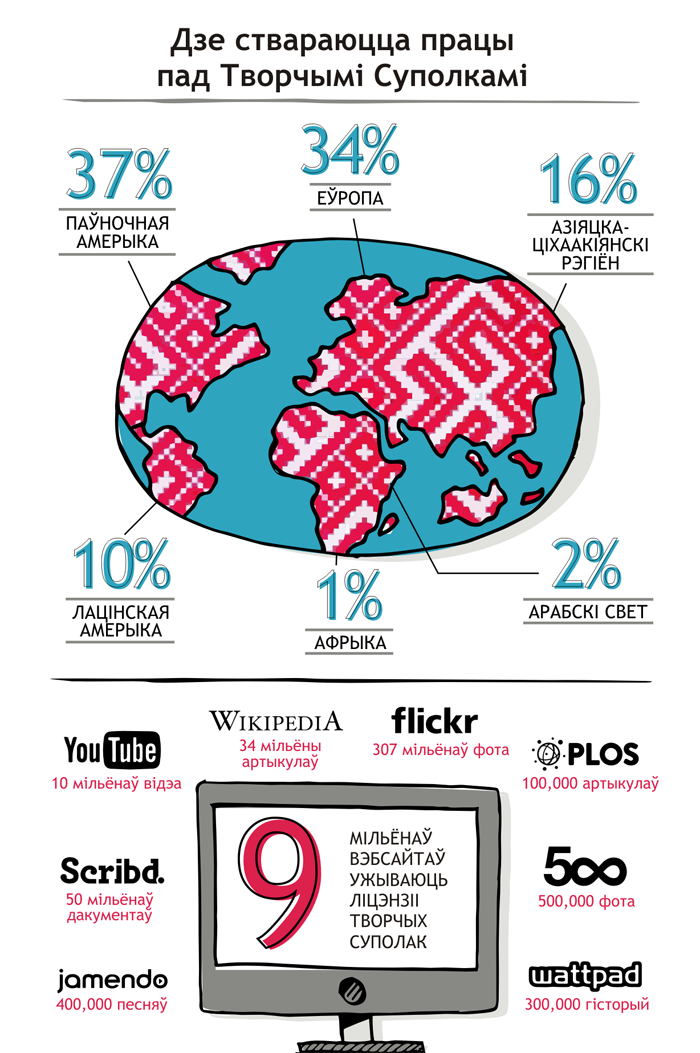 Дзе ствараюцца працы
пад Творчымі Суполкамі
37%
ПАЎНОЧНАЯ
АМЕРЫКА
34%
ЕЎРОПА
16%
АЗІЯЦКА-
ЦІХААКІЯНСКІ
РЭГІЁН
10%
ЛАЦІНСКАЯ
АМЕРЫКА
1%
АФРЫКА
2%
АРАБСКІ СВЕТ
YouTube
10 мільёнаў відэа
WIKIPEDIA
34 мільёны
артыкулаў
flickr
307 мільёнаў фота
PLOS
100,000 артыкулаў
Scribd.
50 мільёнаў
дакументаў
9
МІЛЬЁНАЎ
ВЭБСАЙТАЎ
УЖЫВАЮЦЬ
ЛІЦЭНЗІІ
ТВОРЧЫХ
СУПОЛАК
500
500,000 фота
jamendo
400,000 песняў
wattpad
300,000 гісторый